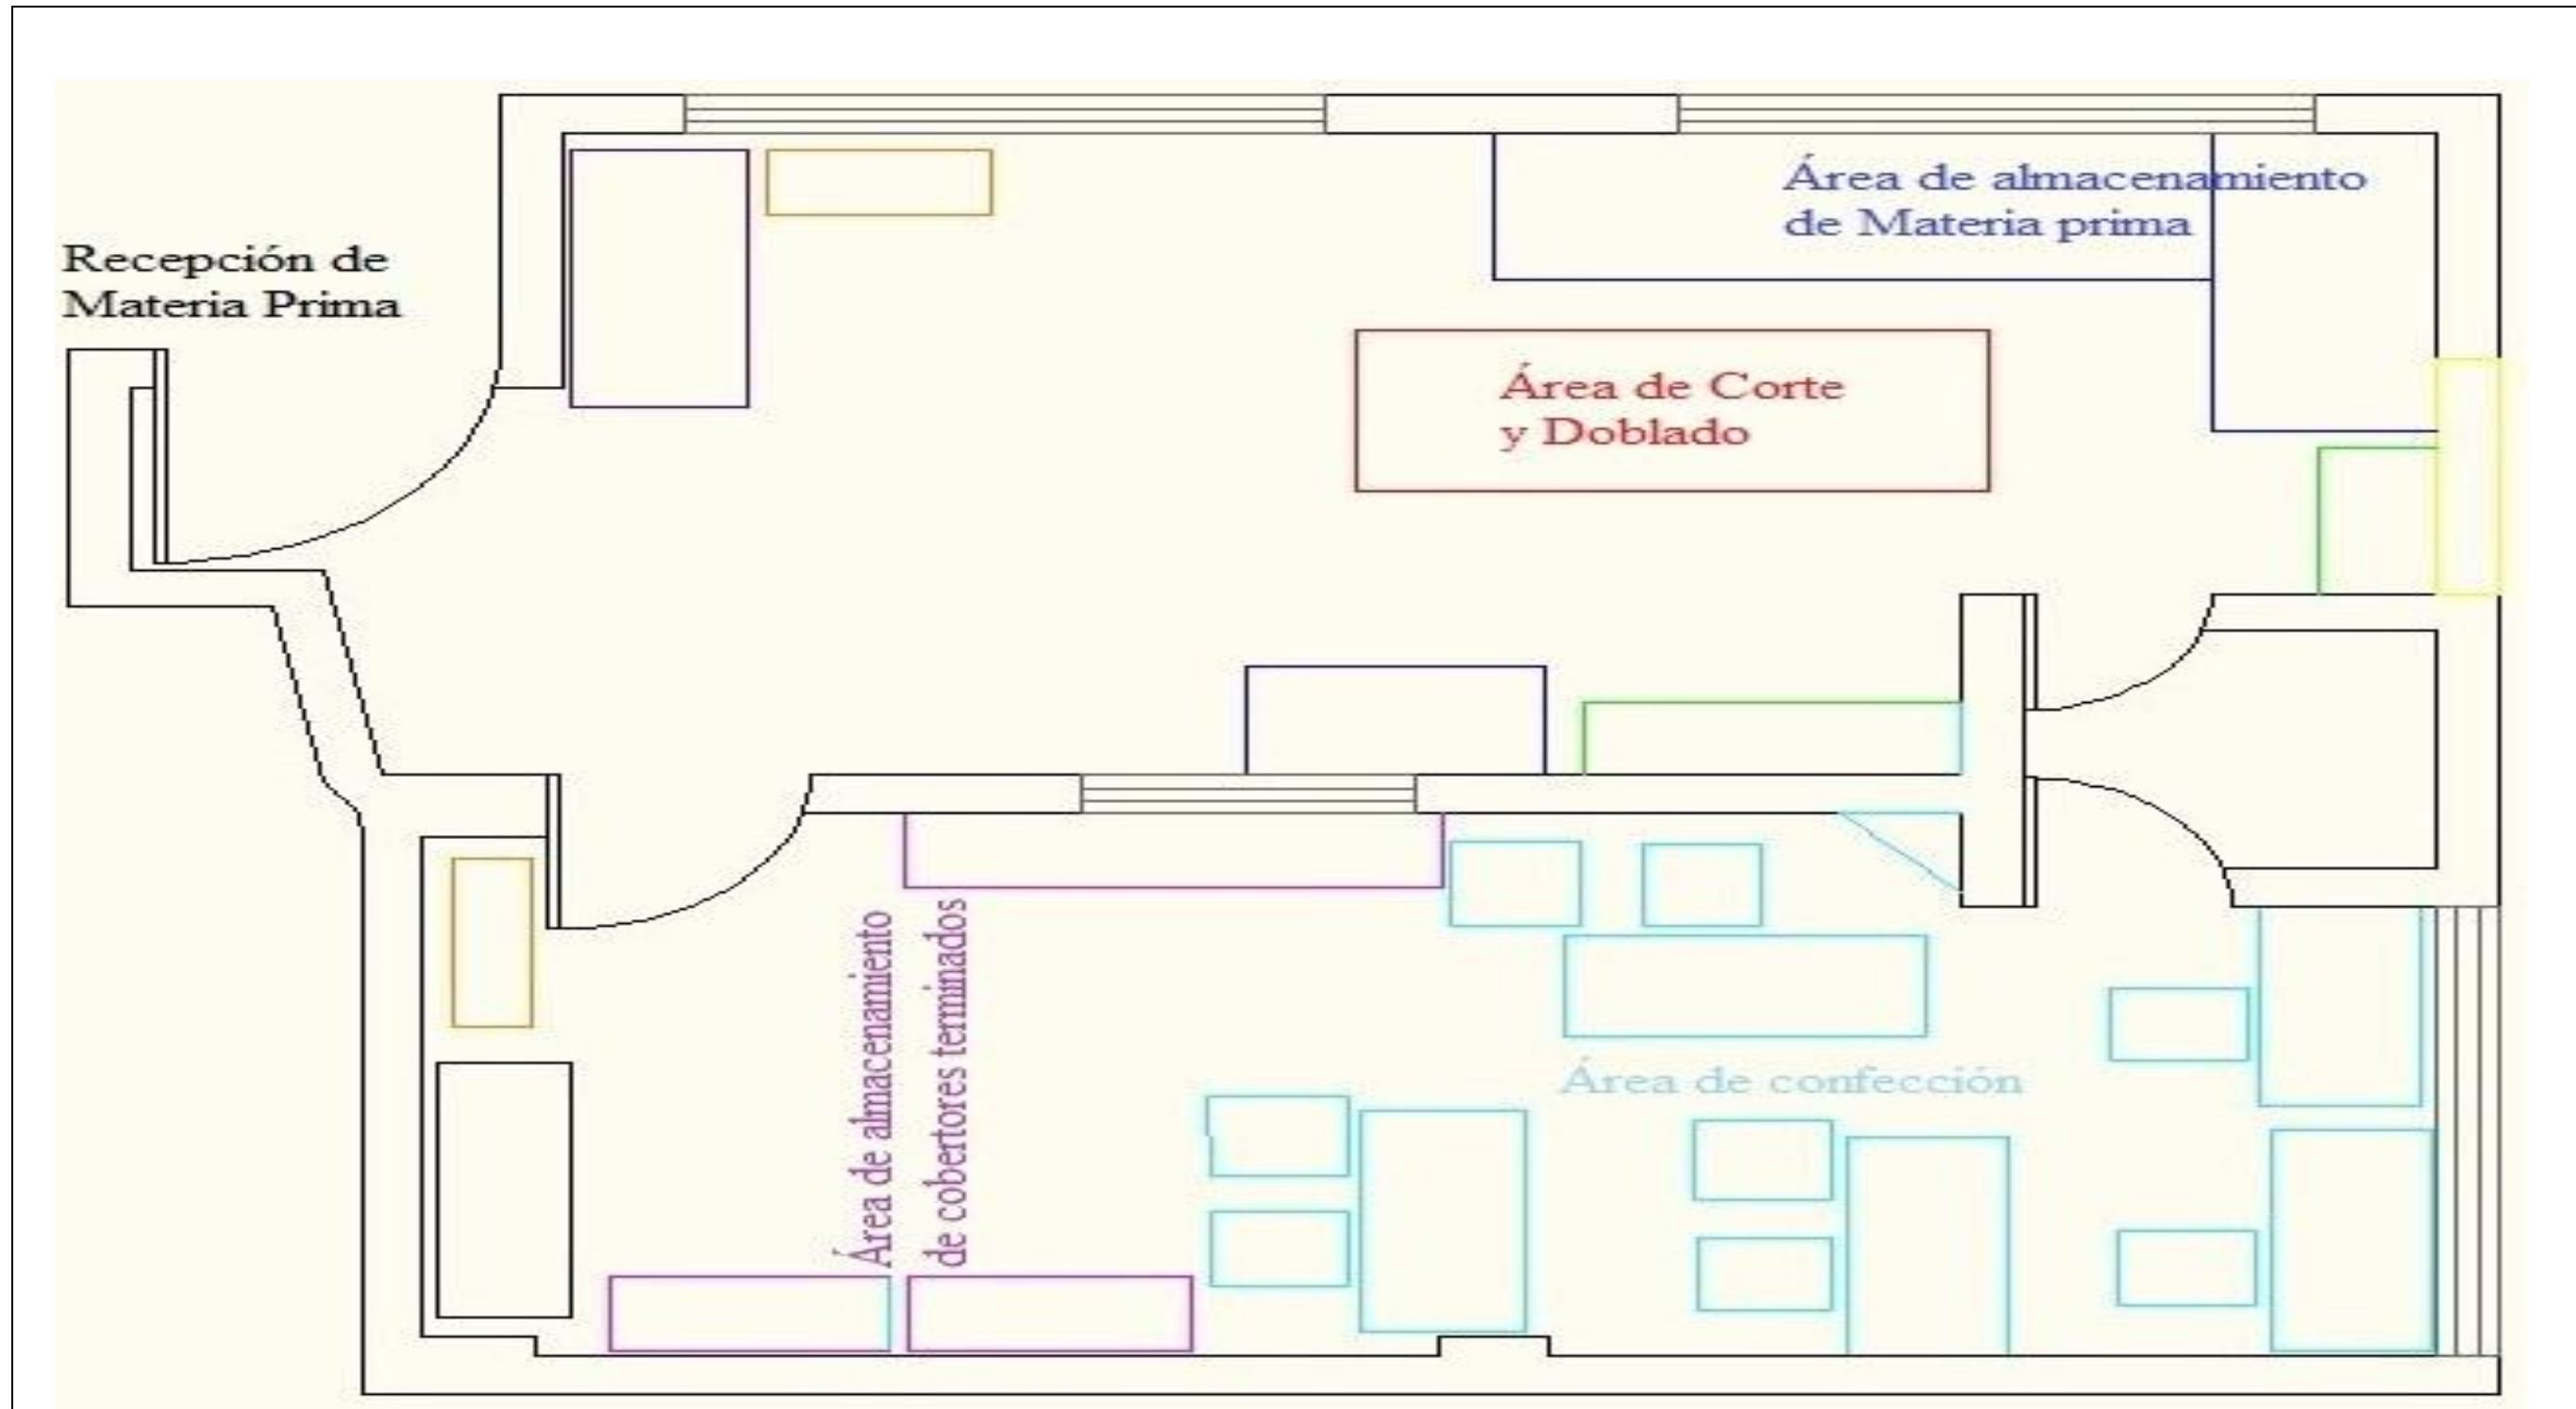 Área de almacenamiento
de Materia prima
Recepción de
Materia Prima
Área de Corte
y Doblado
Área de almacenamiento
de cobertores terminados
Área de confección